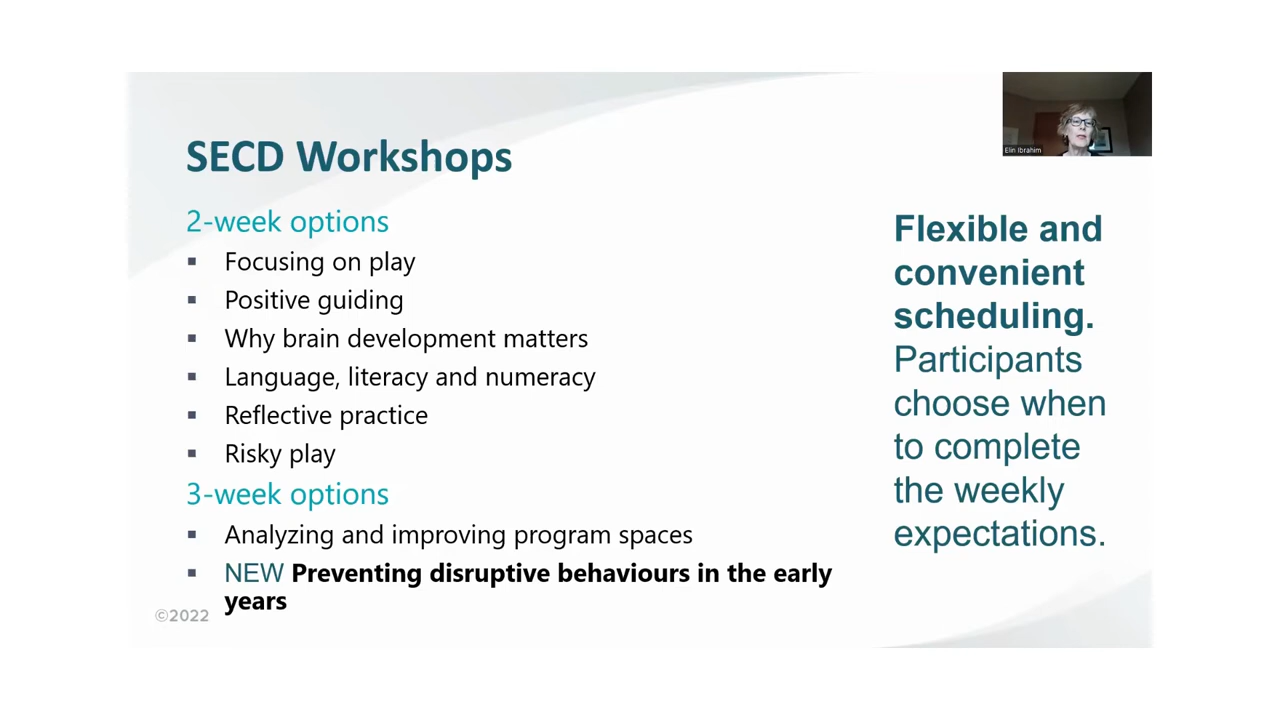 SECD Workshops
2-week options
▪ Focusing on play
▪ Positive guiding
▪ Why brain development matters
▪ Language, literacy and numeracy
▪ Reflective practice
▪ Risky play
3-week options
▪ Analyzing and improving program spaces
▪ NEW Preventing disruptive behaviours in the early
years
©2022
Elin Ibrahim
Flexible and
convenient
scheduling.
Participants
choose when
to complete
the weekly
expectations.